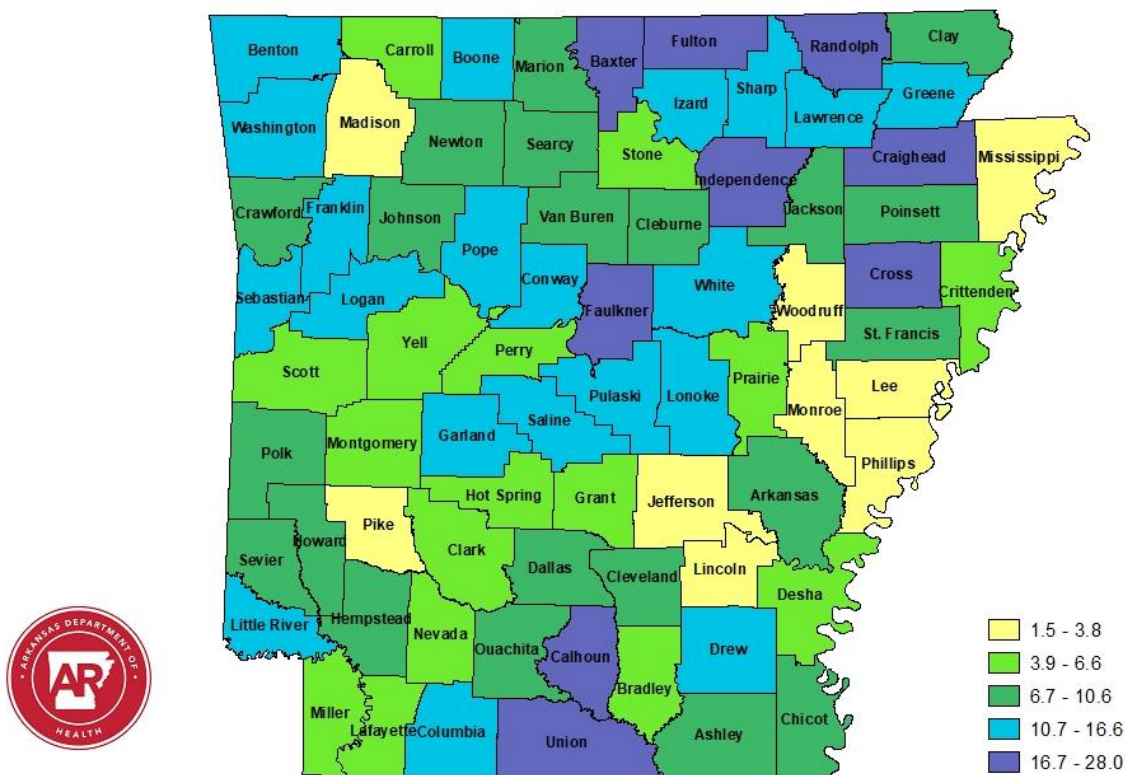 Benton
Carroll
Boone
Marion
Baxter
Fulton
Randolph
Clay
Izard
Sharp
Lawrence
Greene
Washington
Madison
Newton
Searcy
Stone
Independence
Craighead
Mississippi
Crawford
Franklin
Johnson
Pope
Van Buren
Cleburne
Jackson
Poinsett
Sebastian
Logan
Conway
Faulkner
White
Woodruff
Cross
Crittenden
St. Francis
Scott
Yell
Perry
Pulaski
Lonoke
Prairie
Monroe
Lee
Phillips
Polk
Montgomery
Garland
Saline
Hot Spring
Grant
Jefferson
Arkansas
Sevier
Howard
Pike
Clark
Dallas
Cleveland
Lincoln
Desha
Little River
Hempstead
Nevada
Ouachita
Calhoun
Bradley
Drew
Chicot
Miller
Lafayette
Columbia
Union
Ashley
ARKANSAS DEPARTMENT OF
AR
HEALTH
1.5 - 3.8
3.9 - 6.6
6.7 - 10.6
10.7 - 16.6
16.7 - 28.0